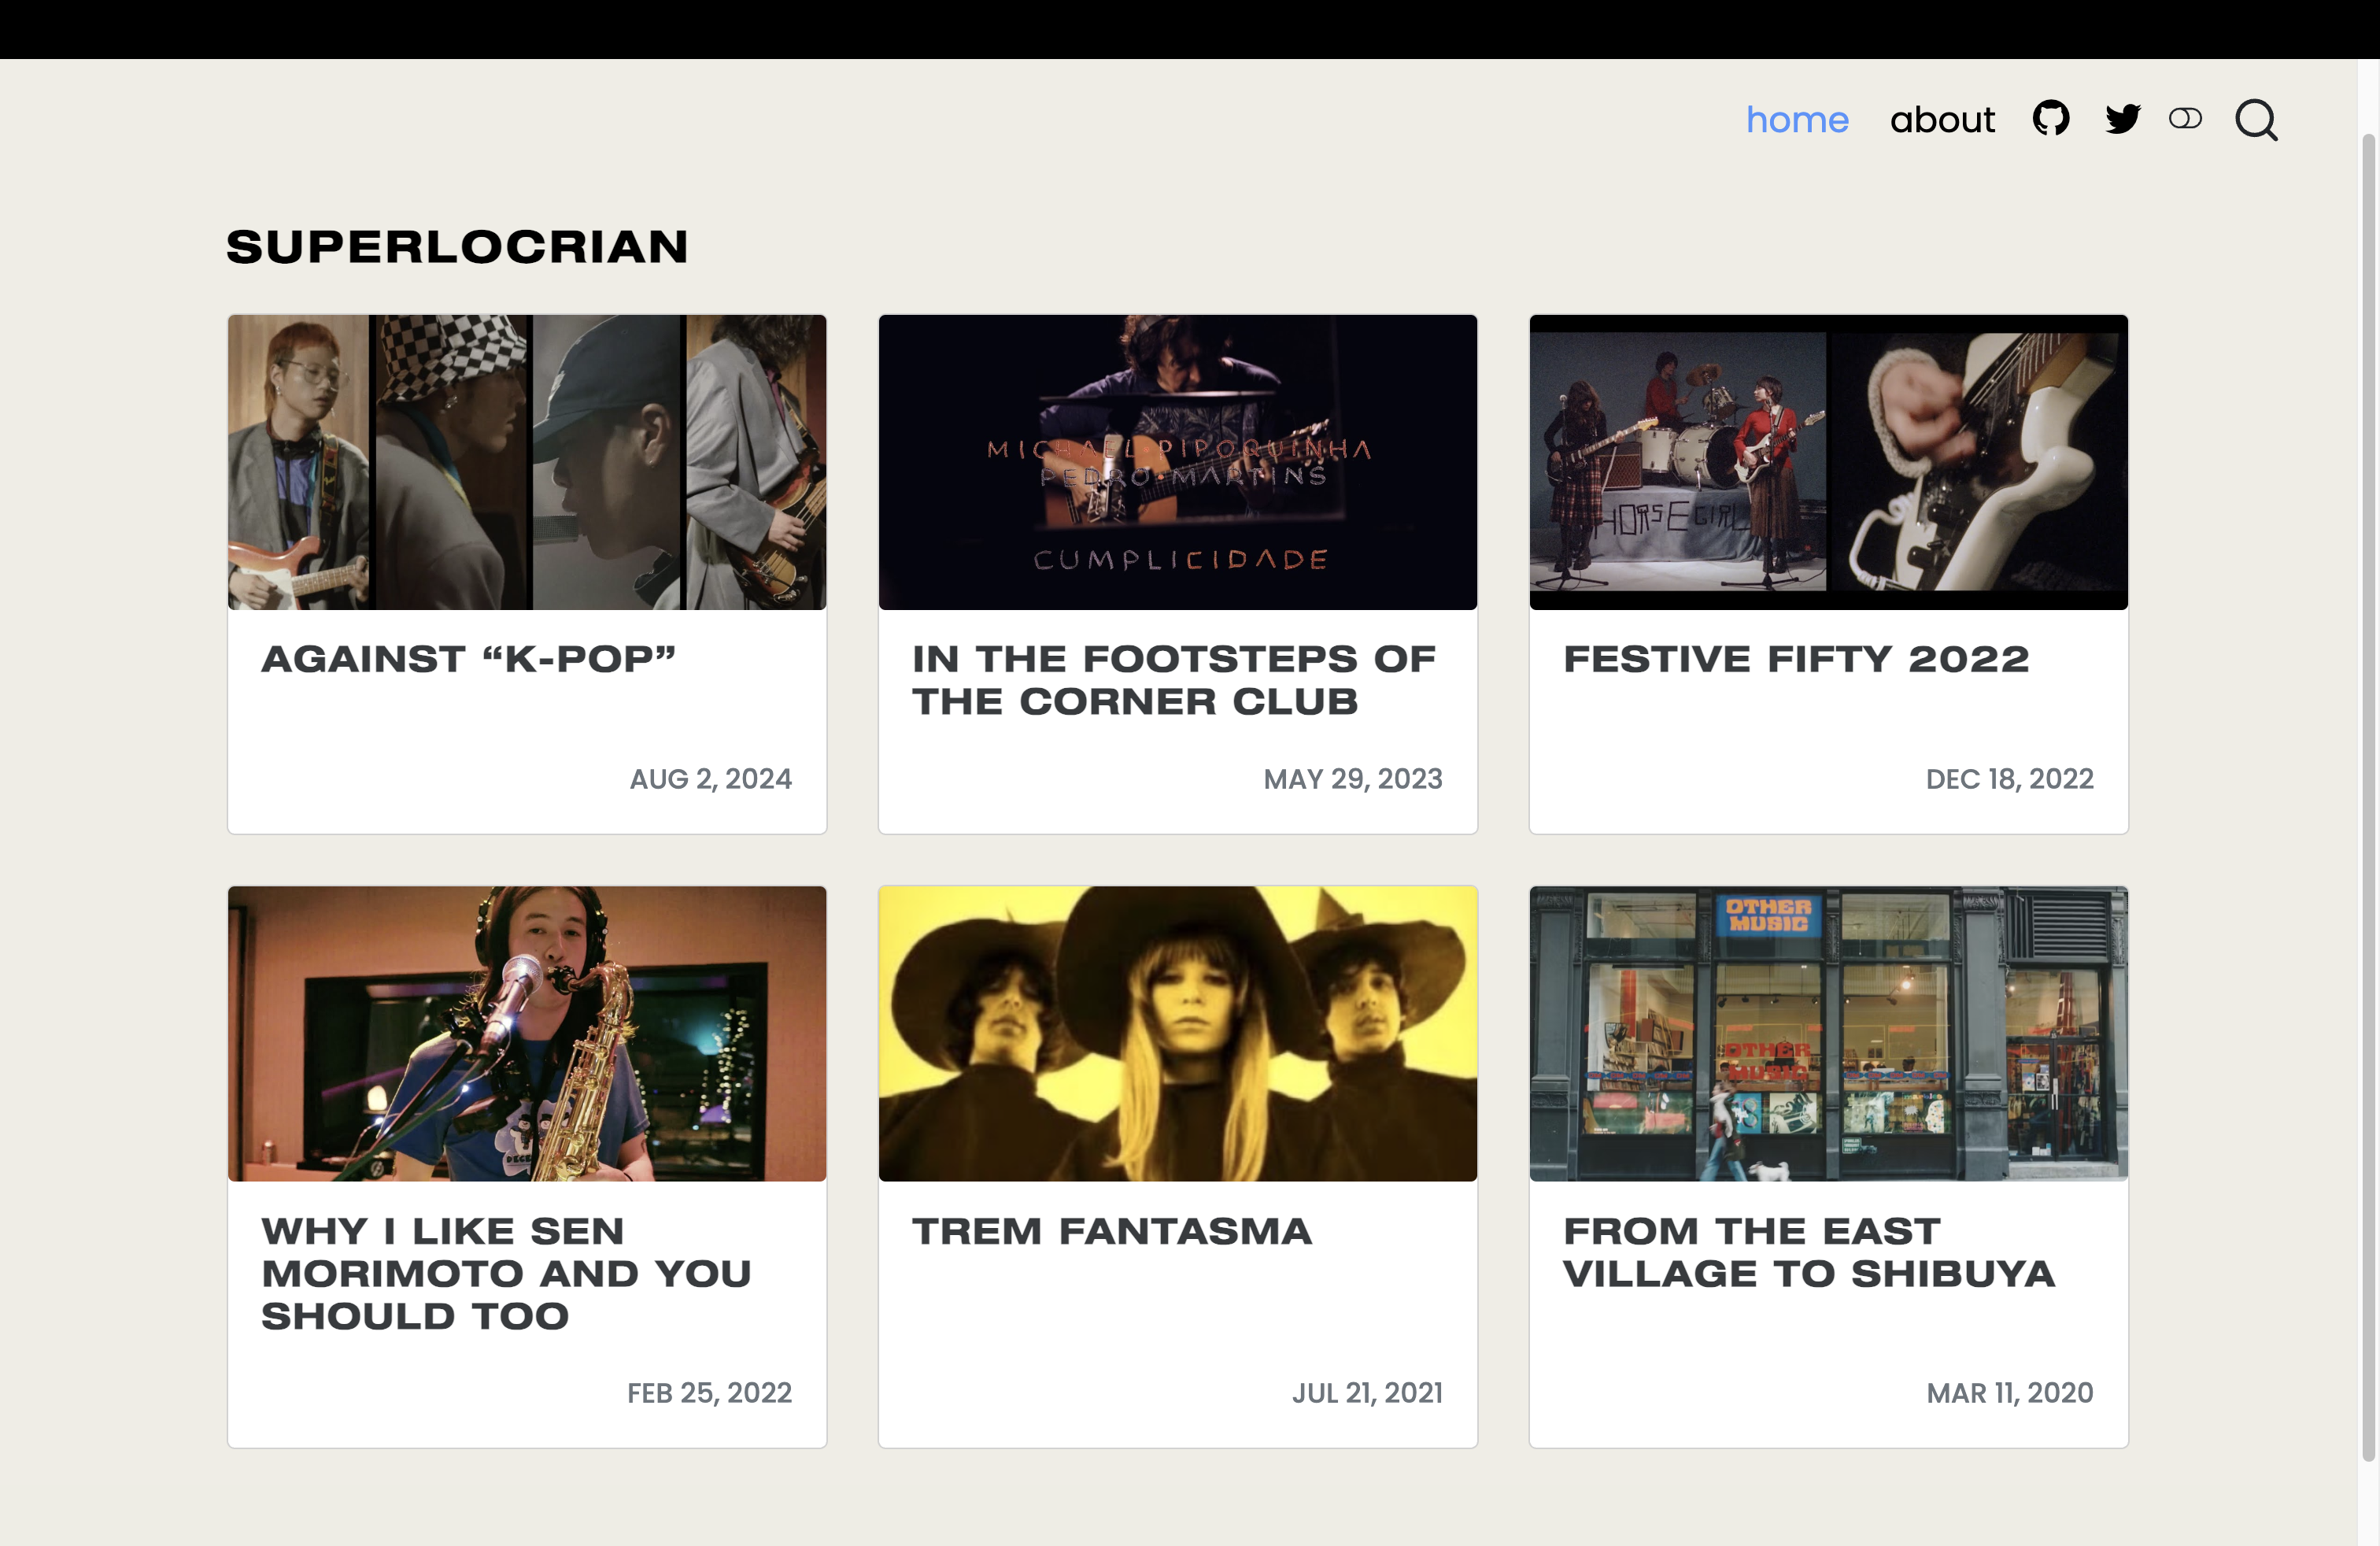 home about
SUPERLOCRIAN
MICHAEL PIPOQUINHA
PEDRO MARTINS
CUMPLICIDADE
HORSEGIRL
AGAINST “K-POP”
AUG 2, 2024
IN THE FOOTSTEPS OF
THE CORNER CLUB
MAY 29, 2023
FESTIVE FIFTY 2022
DEC 18, 2022
OTHER
MUSIC
OTHER
MUSIC
WHY I LIKE SEN
MORIMOTO AND YOU
SHOULD TOO
FEB 25, 2022
TREM FANTASMA
JUL 21, 2021
FROM THE EAST
VILLAGE TO SHIBUYA
MAR 11, 2020